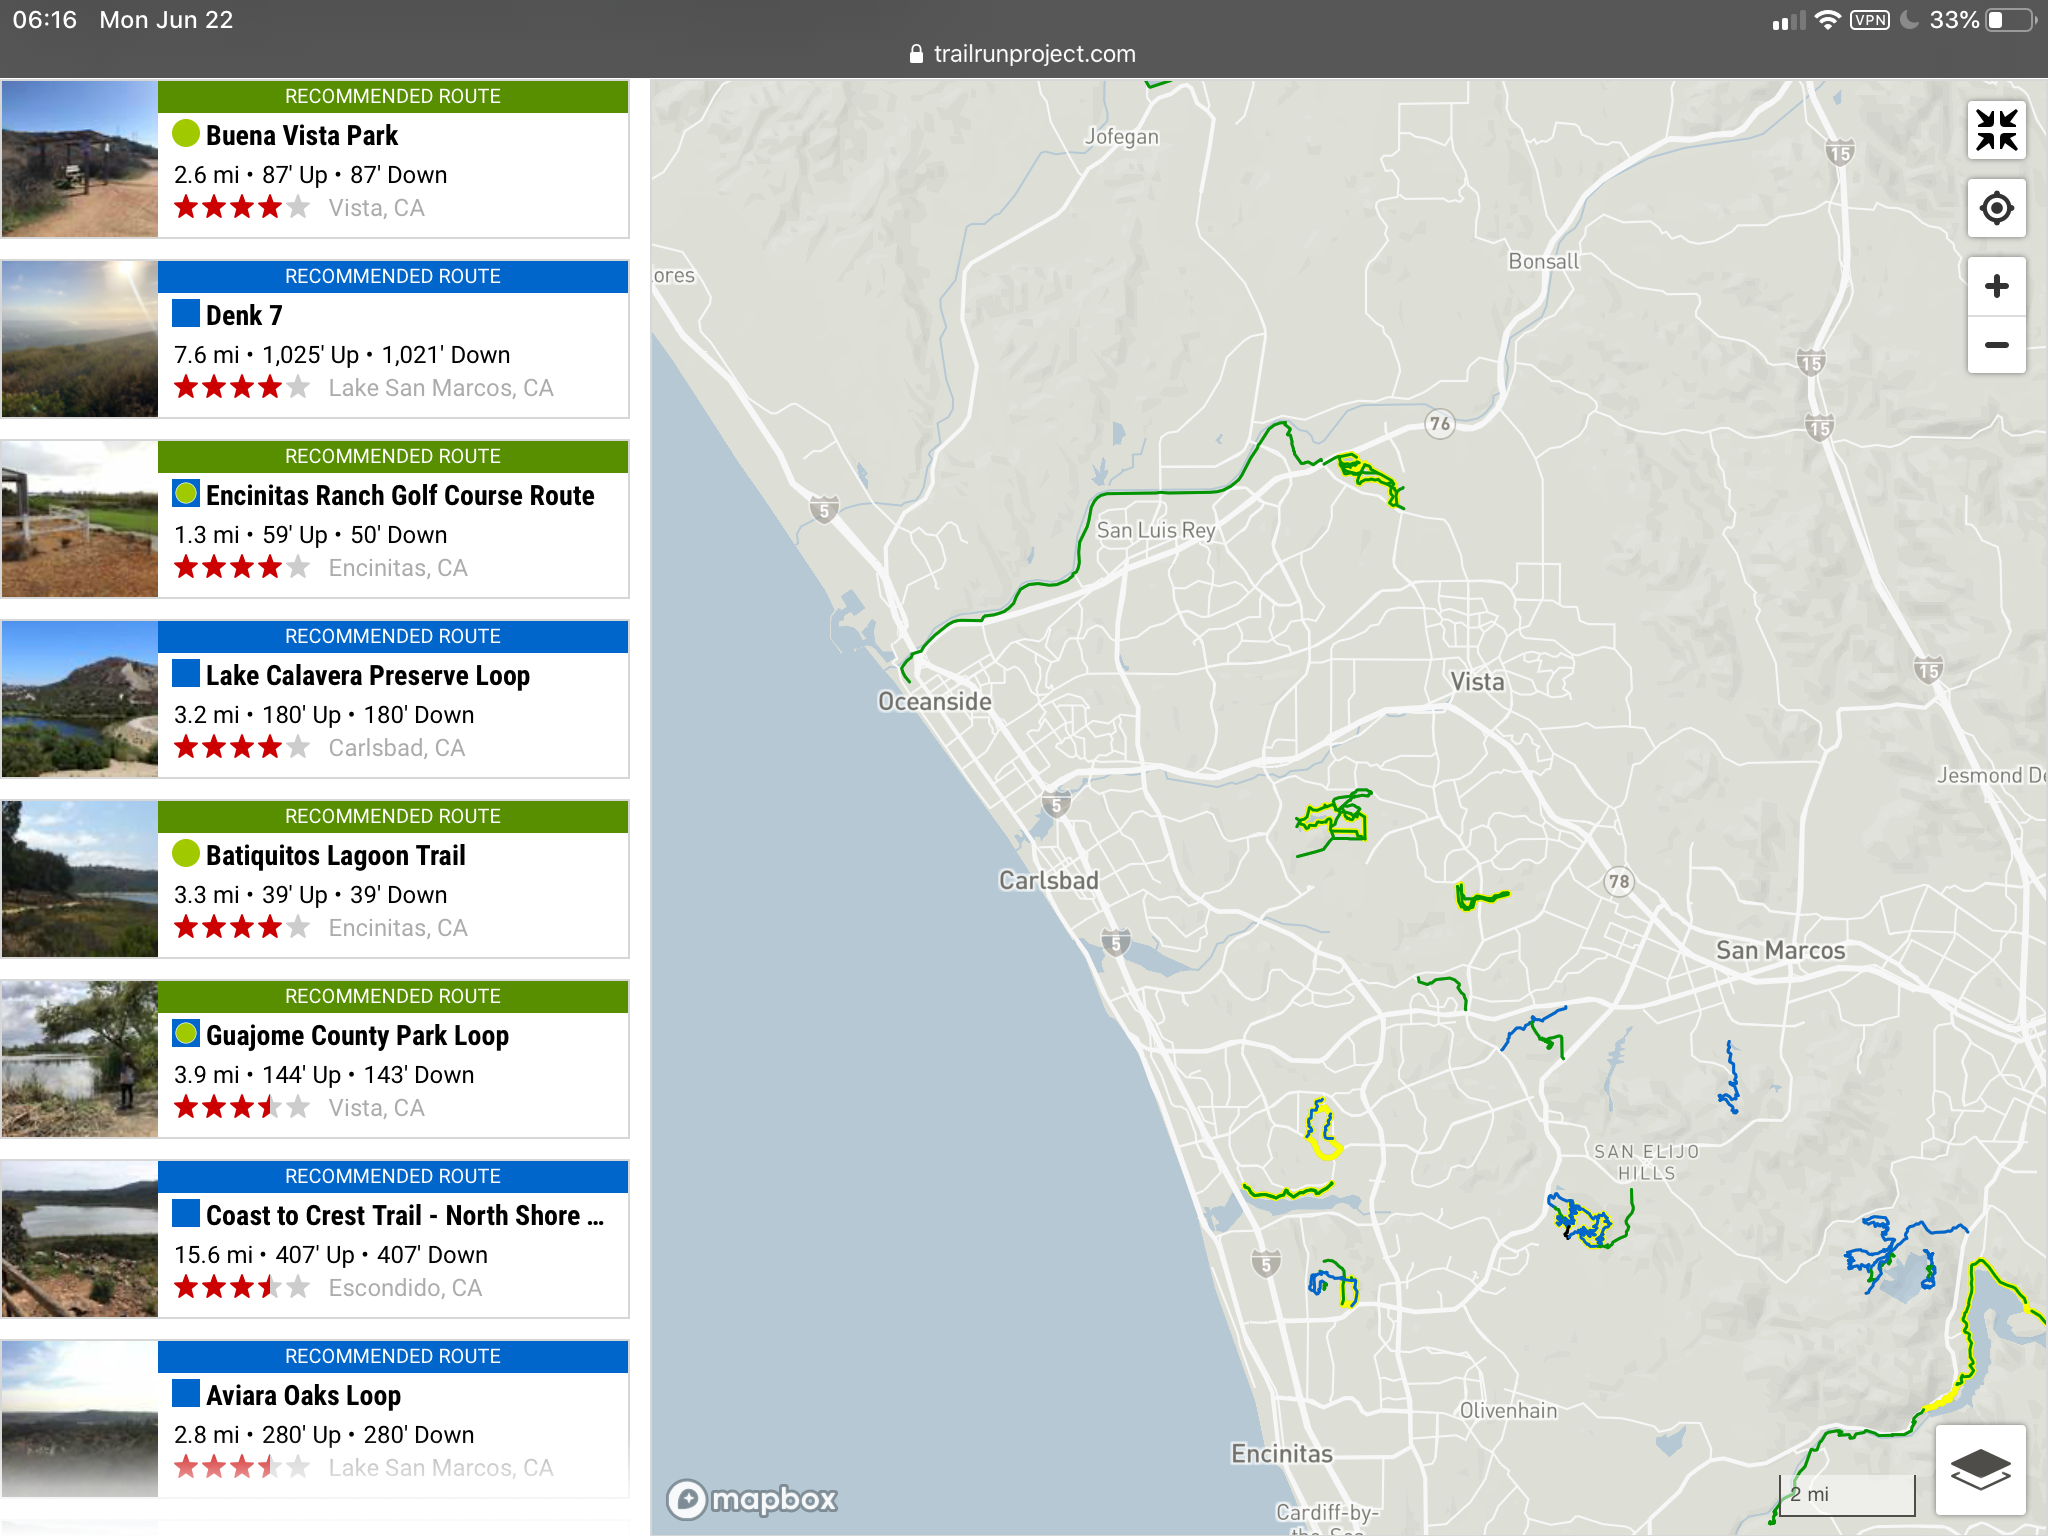 06:16 Mon Jun 22
VPN 33%
trailrunproject.com
RECOMMENDED ROUTE
Buena Vista Park
2.6 mi • 87' Up • 87' Down
Vista, CA
RECOMMENDED ROUTE
Denk 7
7.6 mi • 1,025' Up • 1,021' Down
Lake San Marcos, CA
RECOMMENDED ROUTE
Encinitas Ranch Golf Course Route
1.3 mi • 59' Up • 50' Down
Encinitas, CA
RECOMMENDED ROUTE
Lake Calavera Preserve Loop
3.2 mi • 180' Up • 180' Down
Carlsbad, CA
RECOMMENDED ROUTE
Batiquitos Lagoon Trail
3.3 mi • 39' Up • 39' Down
Encinitas, CA
RECOMMENDED ROUTE
Guajome County Park Loop
3.9 mi • 144' Up • 143' Down
Vista, CA
RECOMMENDED ROUTE
Coast to Crest Trail - North Shore ...
15.6 mi • 407' Up • 407' Down
Escondido, CA
RECOMMENDED ROUTE
Aviara Oaks Loop
2.8 mi • 280' Up • 280' Down
Lake San Marcos, CA
Jofegan
15
Bonsall
ores
15
76
15
5
San Luis Rey
15
Vista
Oceanside
Jesmond De
5
Carlsbad
78
5
San Marcos
SAN ELIJO
HILLS
5
Olivenhain
Encinitas
2 mi
mapbox
Cardiff-by-
the-Sea